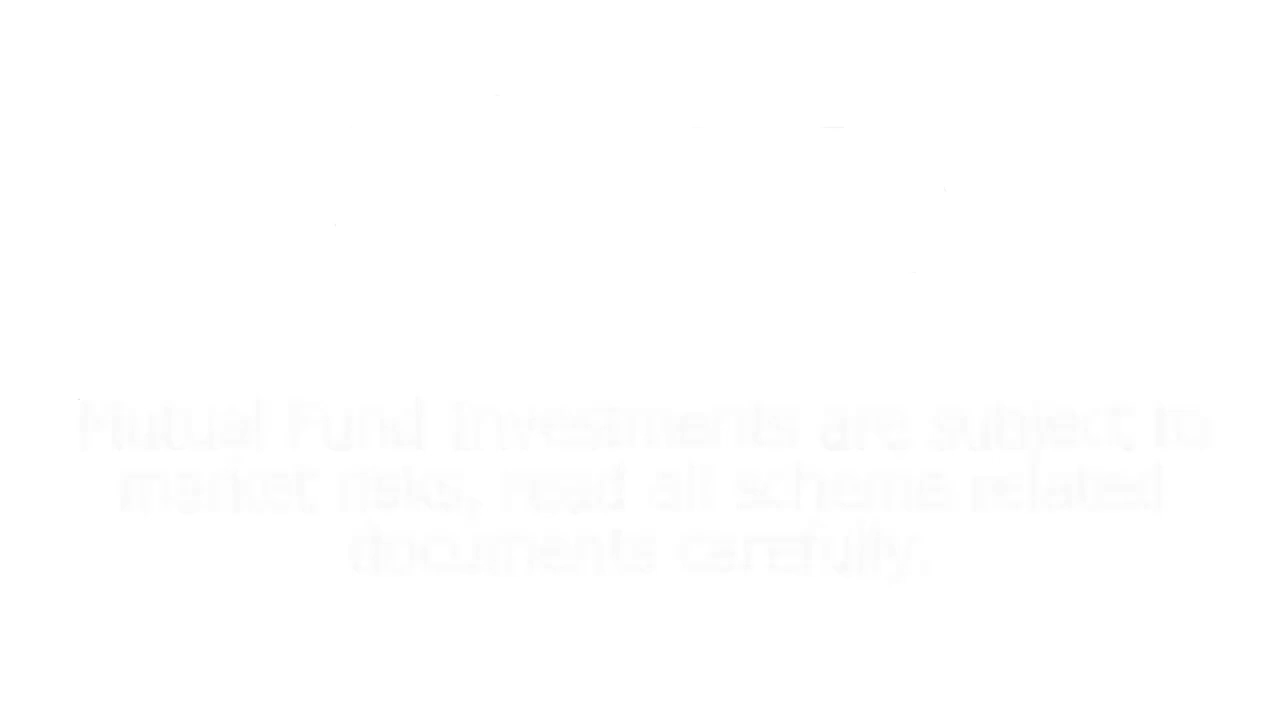 Mutual Fund Investments are subject to
market risks, read all scheme related
documents carefully.